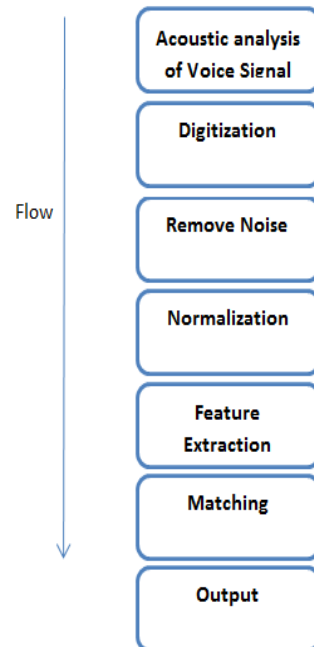 Acoustic analysis
of Voice Signal
Digitization
Flow
Remove Noise
Normalization
Feature
Extraction
Matching
Output